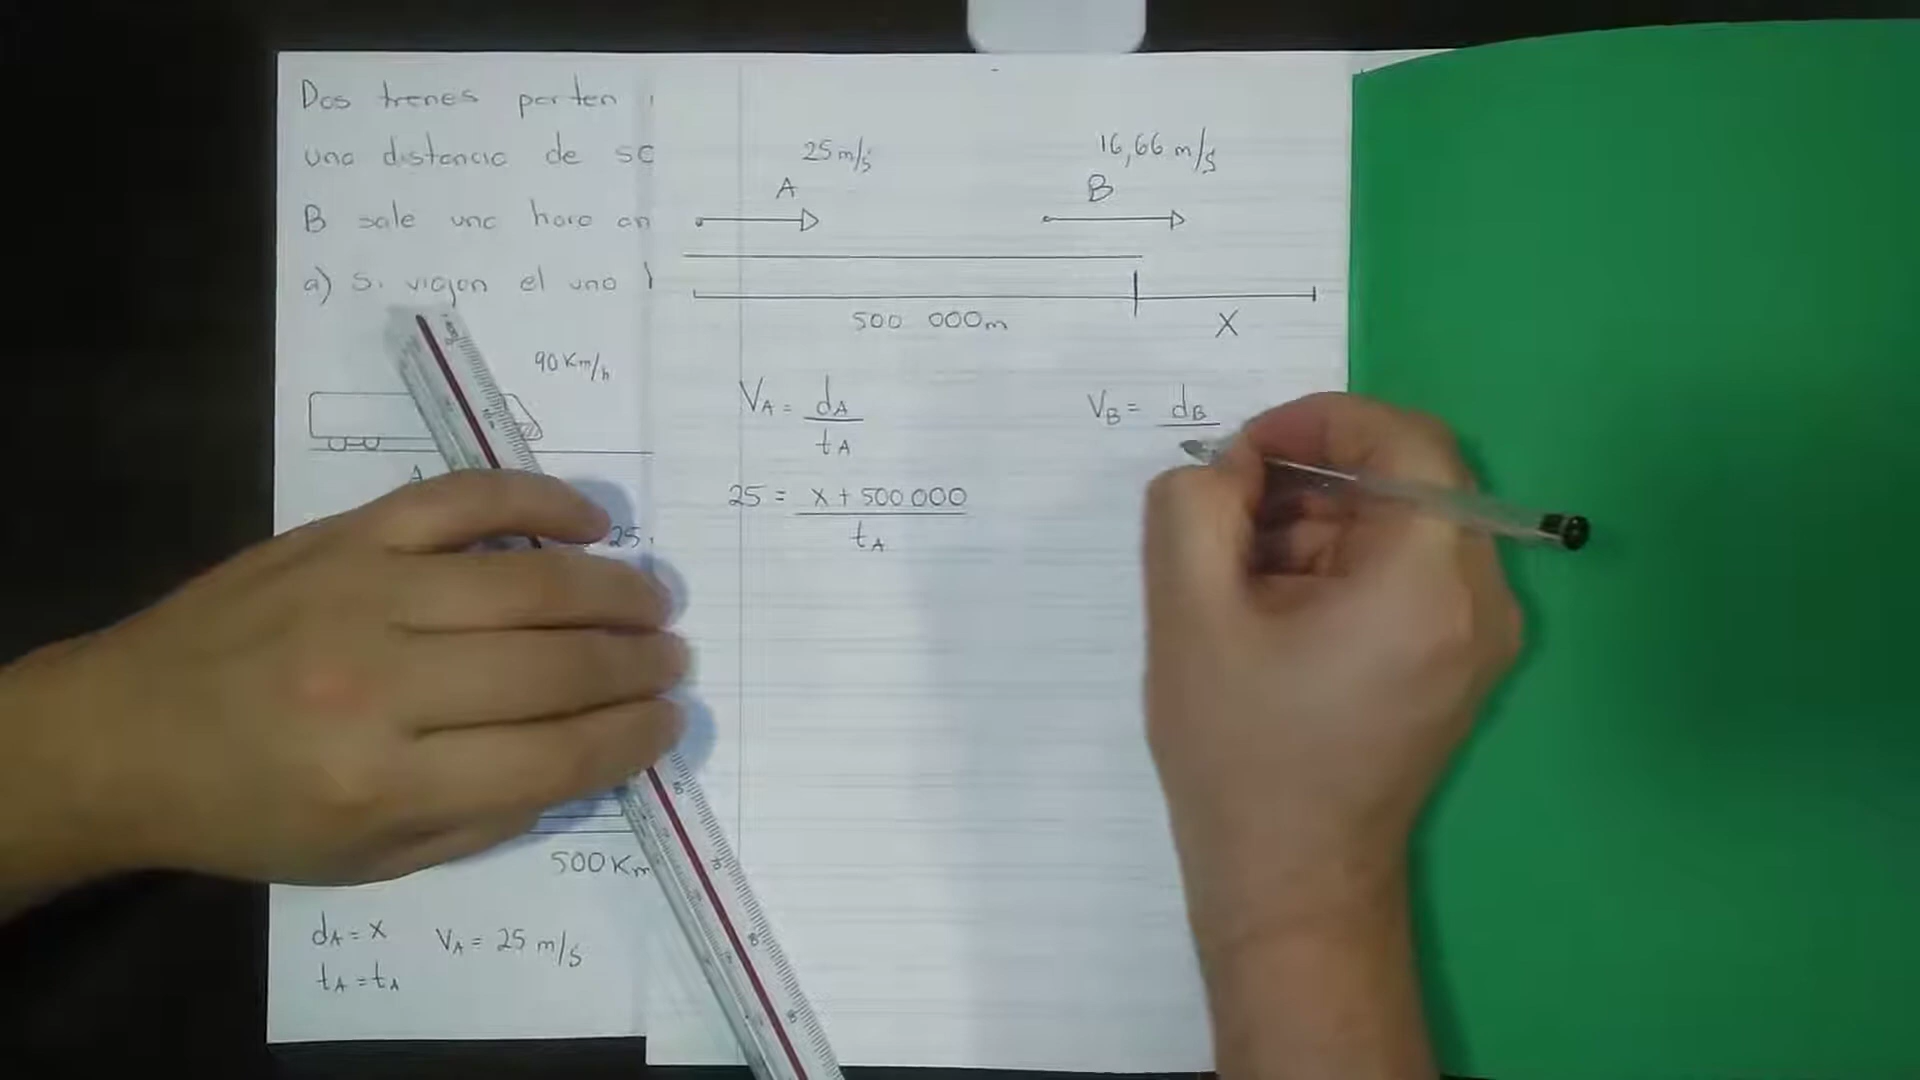 Dos trenes parten
una distancia de 50
B sale una hora an
a) Si viajan el uno
90 Km/h
A
25
500 Km
dA = x VA = 25 m/s
tA = tA
25 m/s 16,66 m/s
A B
500 000m X
VA = dA / tA VB = dB
25 = x + 500 000 / tA